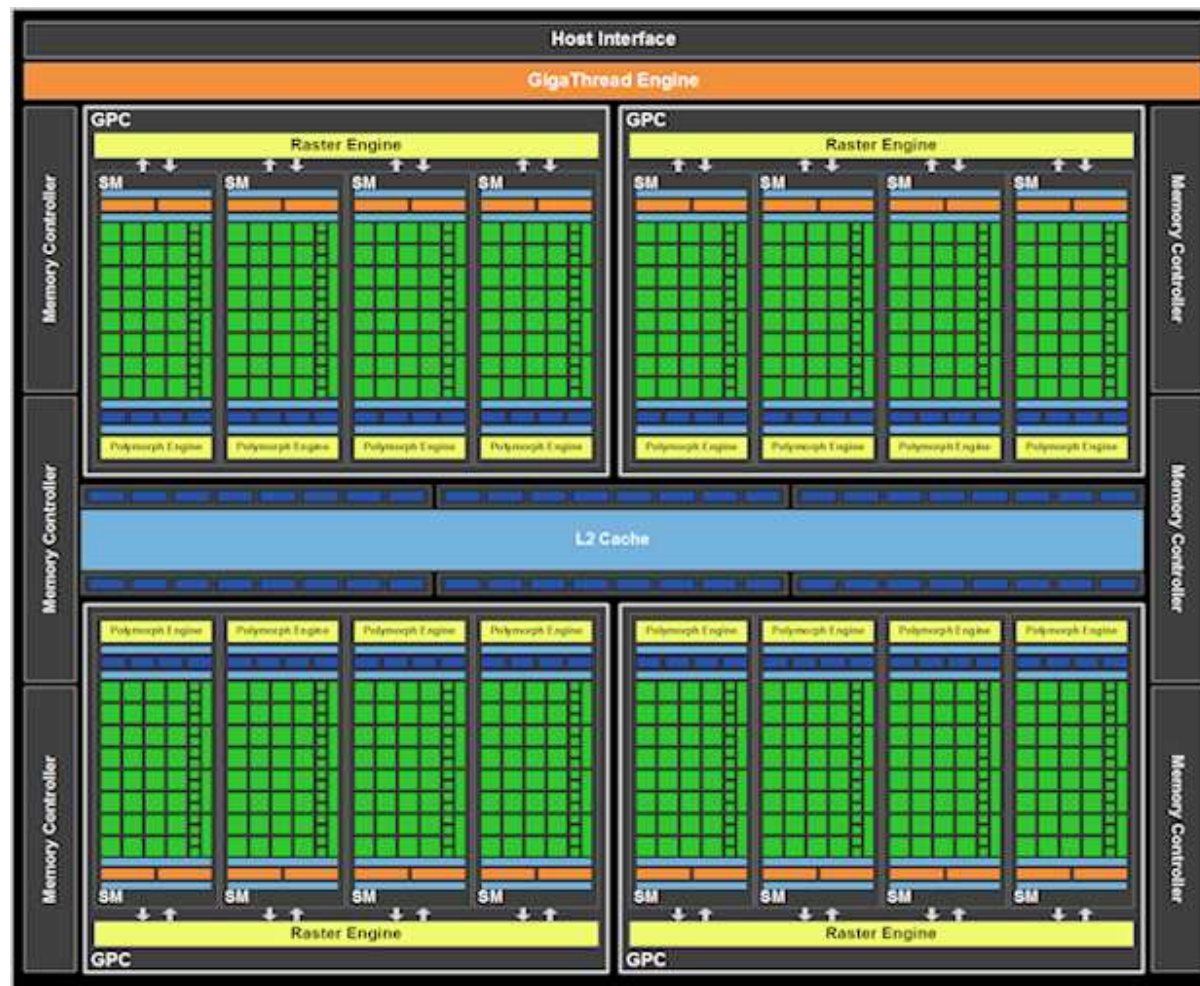 Host Interface
GigaThread Engine
GPC
GPC
Raster Engine
Raster Engine
SM
SM
SM
SM
SM
SM
SM
SM
Polymorph Engine
Polymorph Engine
Polymorph Engine
Polymorph Engine
Polymorph Engine
Polymorph Engine
Polymorph Engine
Polymorph Engine
Memory Controller
Memory Controller
Memory Controller
Memory Controller
L2 Cache
Polymorph Engine
Polymorph Engine
Polymorph Engine
Polymorph Engine
Polymorph Engine
Polymorph Engine
Polymorph Engine
Polymorph Engine
Memory Controller
Memory Controller
SM
SM
SM
SM
SM
SM
SM
SM
Raster Engine
Raster Engine
GPC
GPC